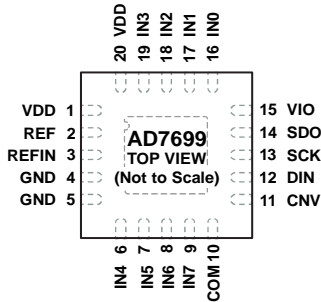 20 VDD
19 IN3
18 IN2
17 IN1
16 IN0
VDD 1
REF 2
REFIN 3
GND 4
GND 5
AD7699
TOP VIEW
(Not to Scale)
15 VIO
14 SDO
13 SCK
12 DIN
11 CNV
IN4 6
IN5 7
IN6 8
IN7 9
COM 10